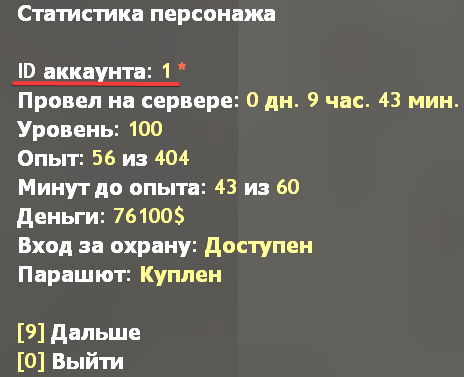 Статистика персонажа
ID аккаунта: 1 *
Провел на сервере: 0 дн. 9 час. 43 мин.
Уровень: 100
Опыт: 56 из 404
Минут до опыта: 43 из 60
Деньги: 76100$
Вход за охрану: Доступен
Парашют: Куплен
[9] Дальше
[0] Выйти